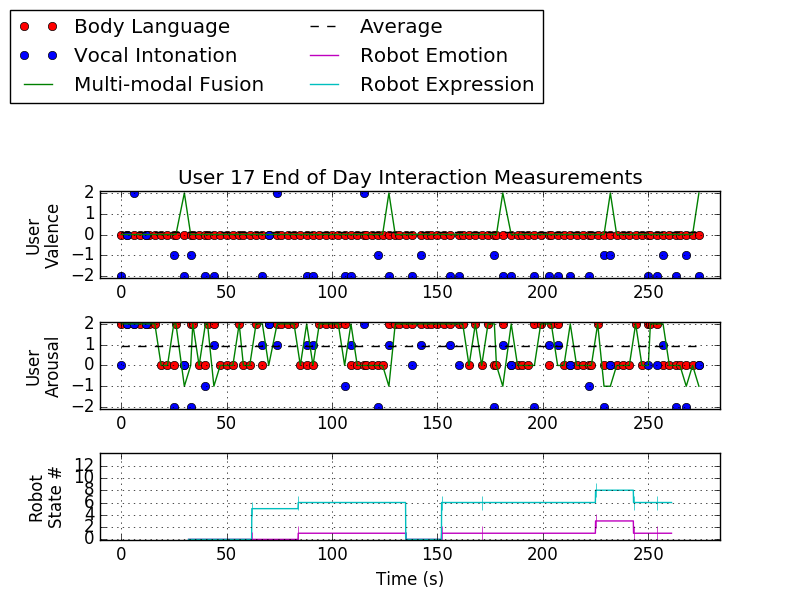 Body Language
Vocal Intonation
Multi-modal Fusion
Average
Robot Emotion
Robot Expression
User 17 End of Day Interaction Measurements
User
Valence
2
1
0
−1
−2
0 50 100 150 200 250
User
Arousal
2
1
0
−1
−2
0 50 100 150 200 250
Robot
State #
12
10
8
6
4
2
0
0 50 100 150 200 250
Time (s)